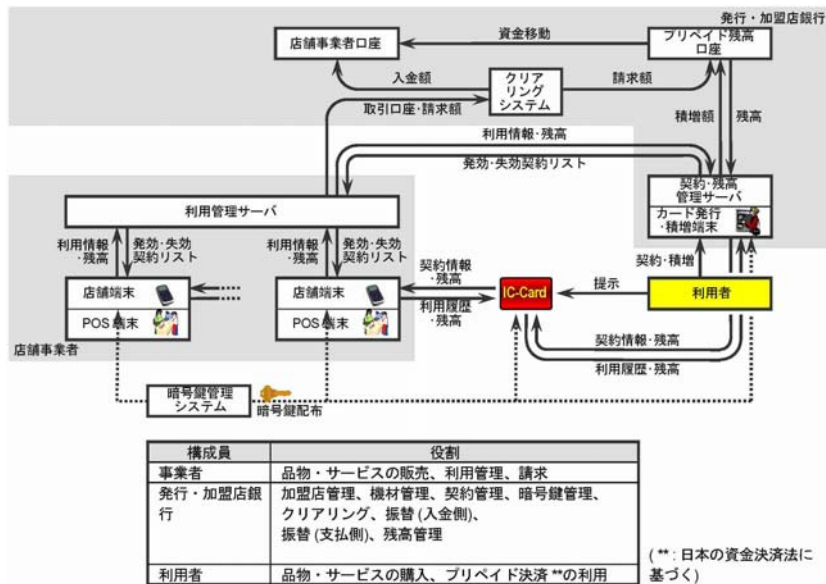 発行・加盟店銀行
店舗事業者口座
資金移動
プリペイド残高
口座
入金額
クリア
リング
システム
請求額
取引口座・請求額
積増額
残高
利用情報・残高
発効・失効契約リスト
契約・残高
管理サーバ
カード発行
・積増端末
利用管理サーバ
利用情報
・残高
発効・失効
契約リスト
利用情報
・残高
発効・失効
契約リスト
契約情報
・残高
契約・積増
店舗端末
POS 端末
店舗端末
POS 端末
利用履歴
・残高
IC-Card
提示
利用者
店舗事業者
契約情報・残高
利用履歴・残高
暗号鍵管理
システム
暗号鍵配布
構成員 役割
事業者 品物・サービスの販売、利用管理、請求
発行・加盟店銀 加盟店管理、機材管理、契約管理、暗号鍵管理、
行 クリアリング、振替 (入金側)、
振替 (支払側)、残高管理
利用者 品物・サービスの購入、プリペイド決済 **の利用
( ** : 日本の資金決済法に
基づく)